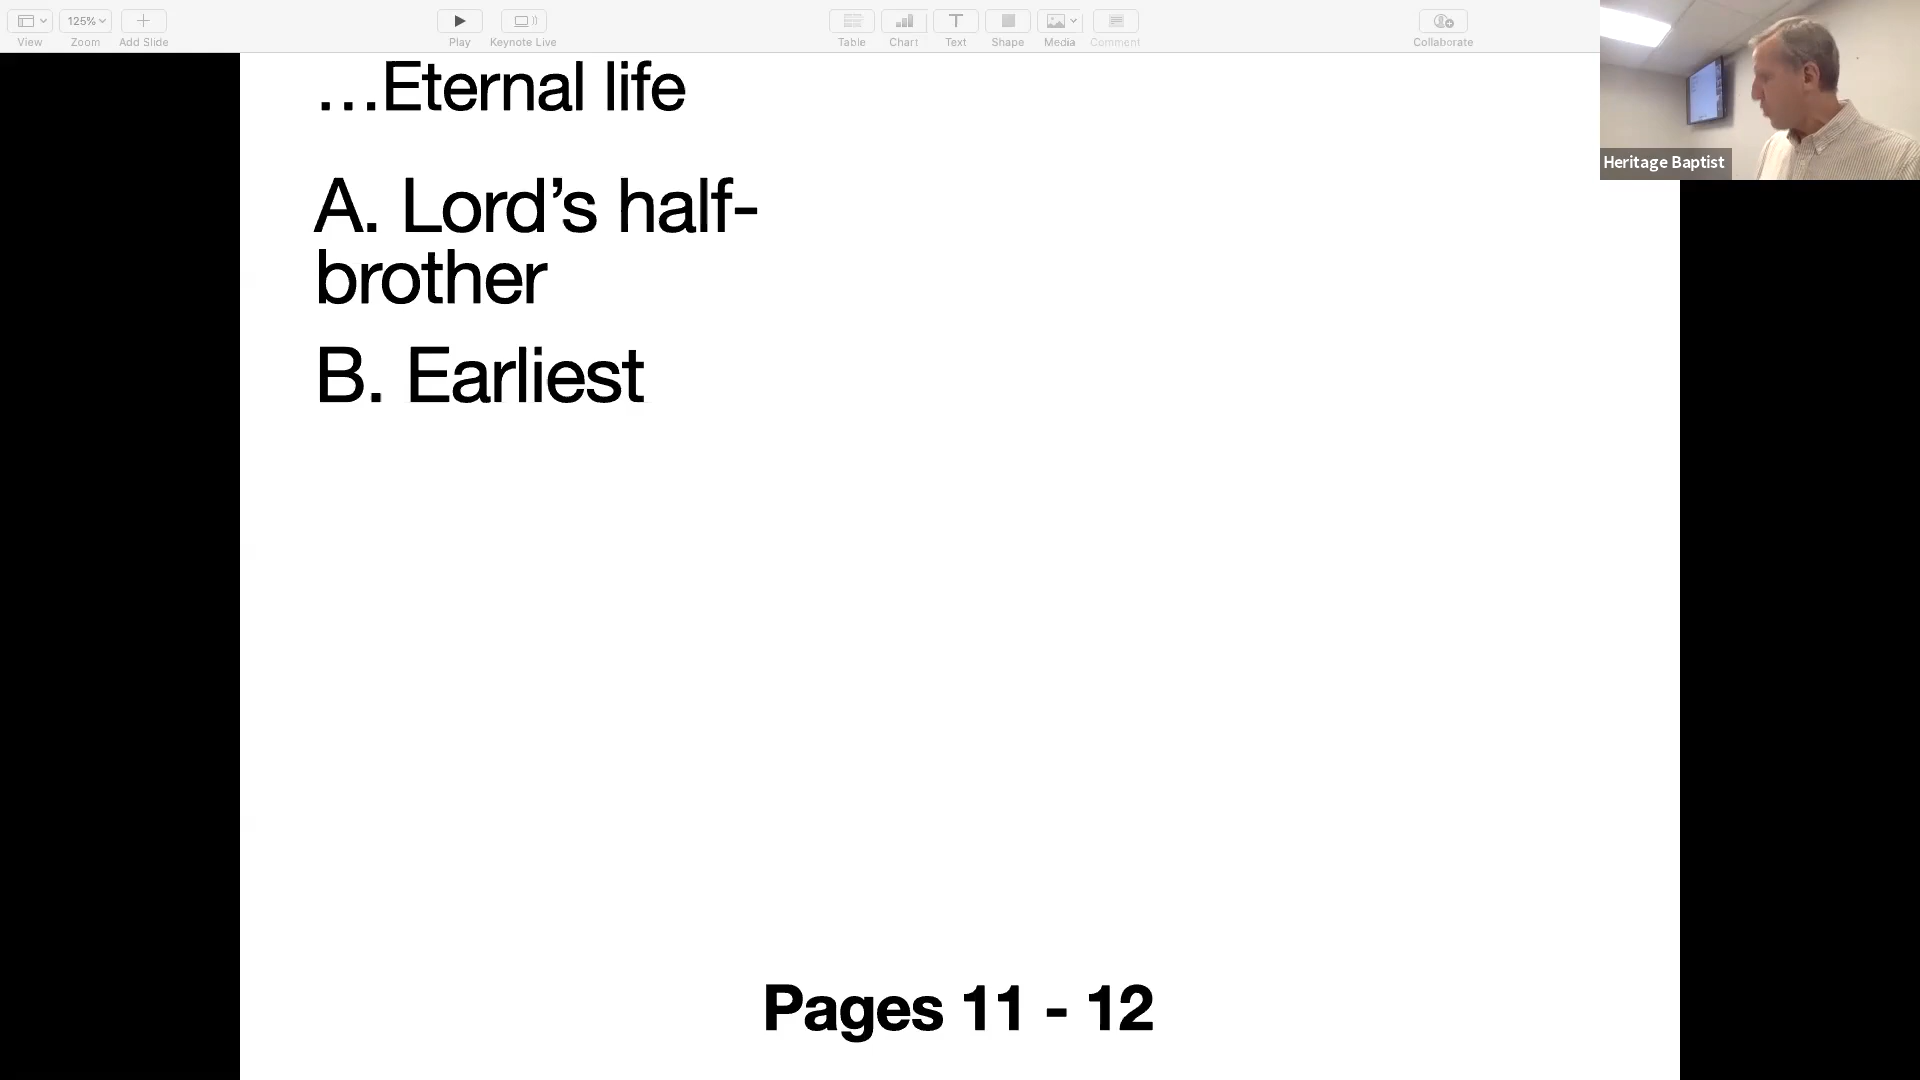 125%
View
Zoom
Add Slide
Play
Keynote Live
Table
Chart
Text
Shape
Media
Comment
Collaborate
Heritage Baptist
…Eternal life
A. Lord’s half-
brother
B. Earliest
Pages 11 - 12